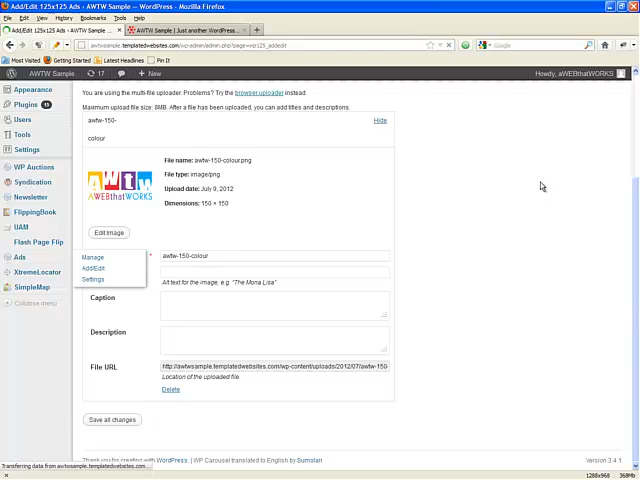 Add/Edit 125x125 Ads ‹ AWTW Sample — WordPress - Mozilla Firefox
File Edit View History Bookmarks Tools Help
Add/Edit 125x125 Ads ‹ AWTW Sample — ...
AWTW Sample | Just another WordPress...
awtwsample.templatedwebsites.com/wp-admin/admin.php?page=wp125_addedit
Google
Most Visited Getting Started Latest Headlines Pin It
AWTW Sample 17 + New Howdy, aWEBthatWORKS
Appearance
Plugins
Users
Tools
Settings
WP Auctions
Syndication
Newsletter
FlippingBook
UAM
Flash Page Flip
Ads
XtremeLocator
SimpleMap
Collapse menu
Manage
Add/Edit
Settings
You are using the multi-file uploader. Problems? Try the browser uploader instead.
Maximum upload file size: 8MB. After a file has been uploaded, you can add titles and descriptions.
awtw-150-
colour
Hide
AWTW
AWEBthatWORKS
File name: awtw-150-colour.png
File type: image/png
Upload date: July 9, 2012
Dimensions: 150 × 150
Edit Image
* awtw-150-colour
Alt text for the image, e.g. "The Mona Lisa"
Caption
Description
File URL http://awtwsample.templatedwebsites.com/wp-content/uploads/2012/07/awtw-150-
Location of the uploaded file.
Delete
Save all changes
Thank you for creating with WordPress. | WP Carousel translated to English by Sumolari
Version 3.4.1
Transferring data from awtwsample.templatedwebsites.com...
1288x968 368Mb